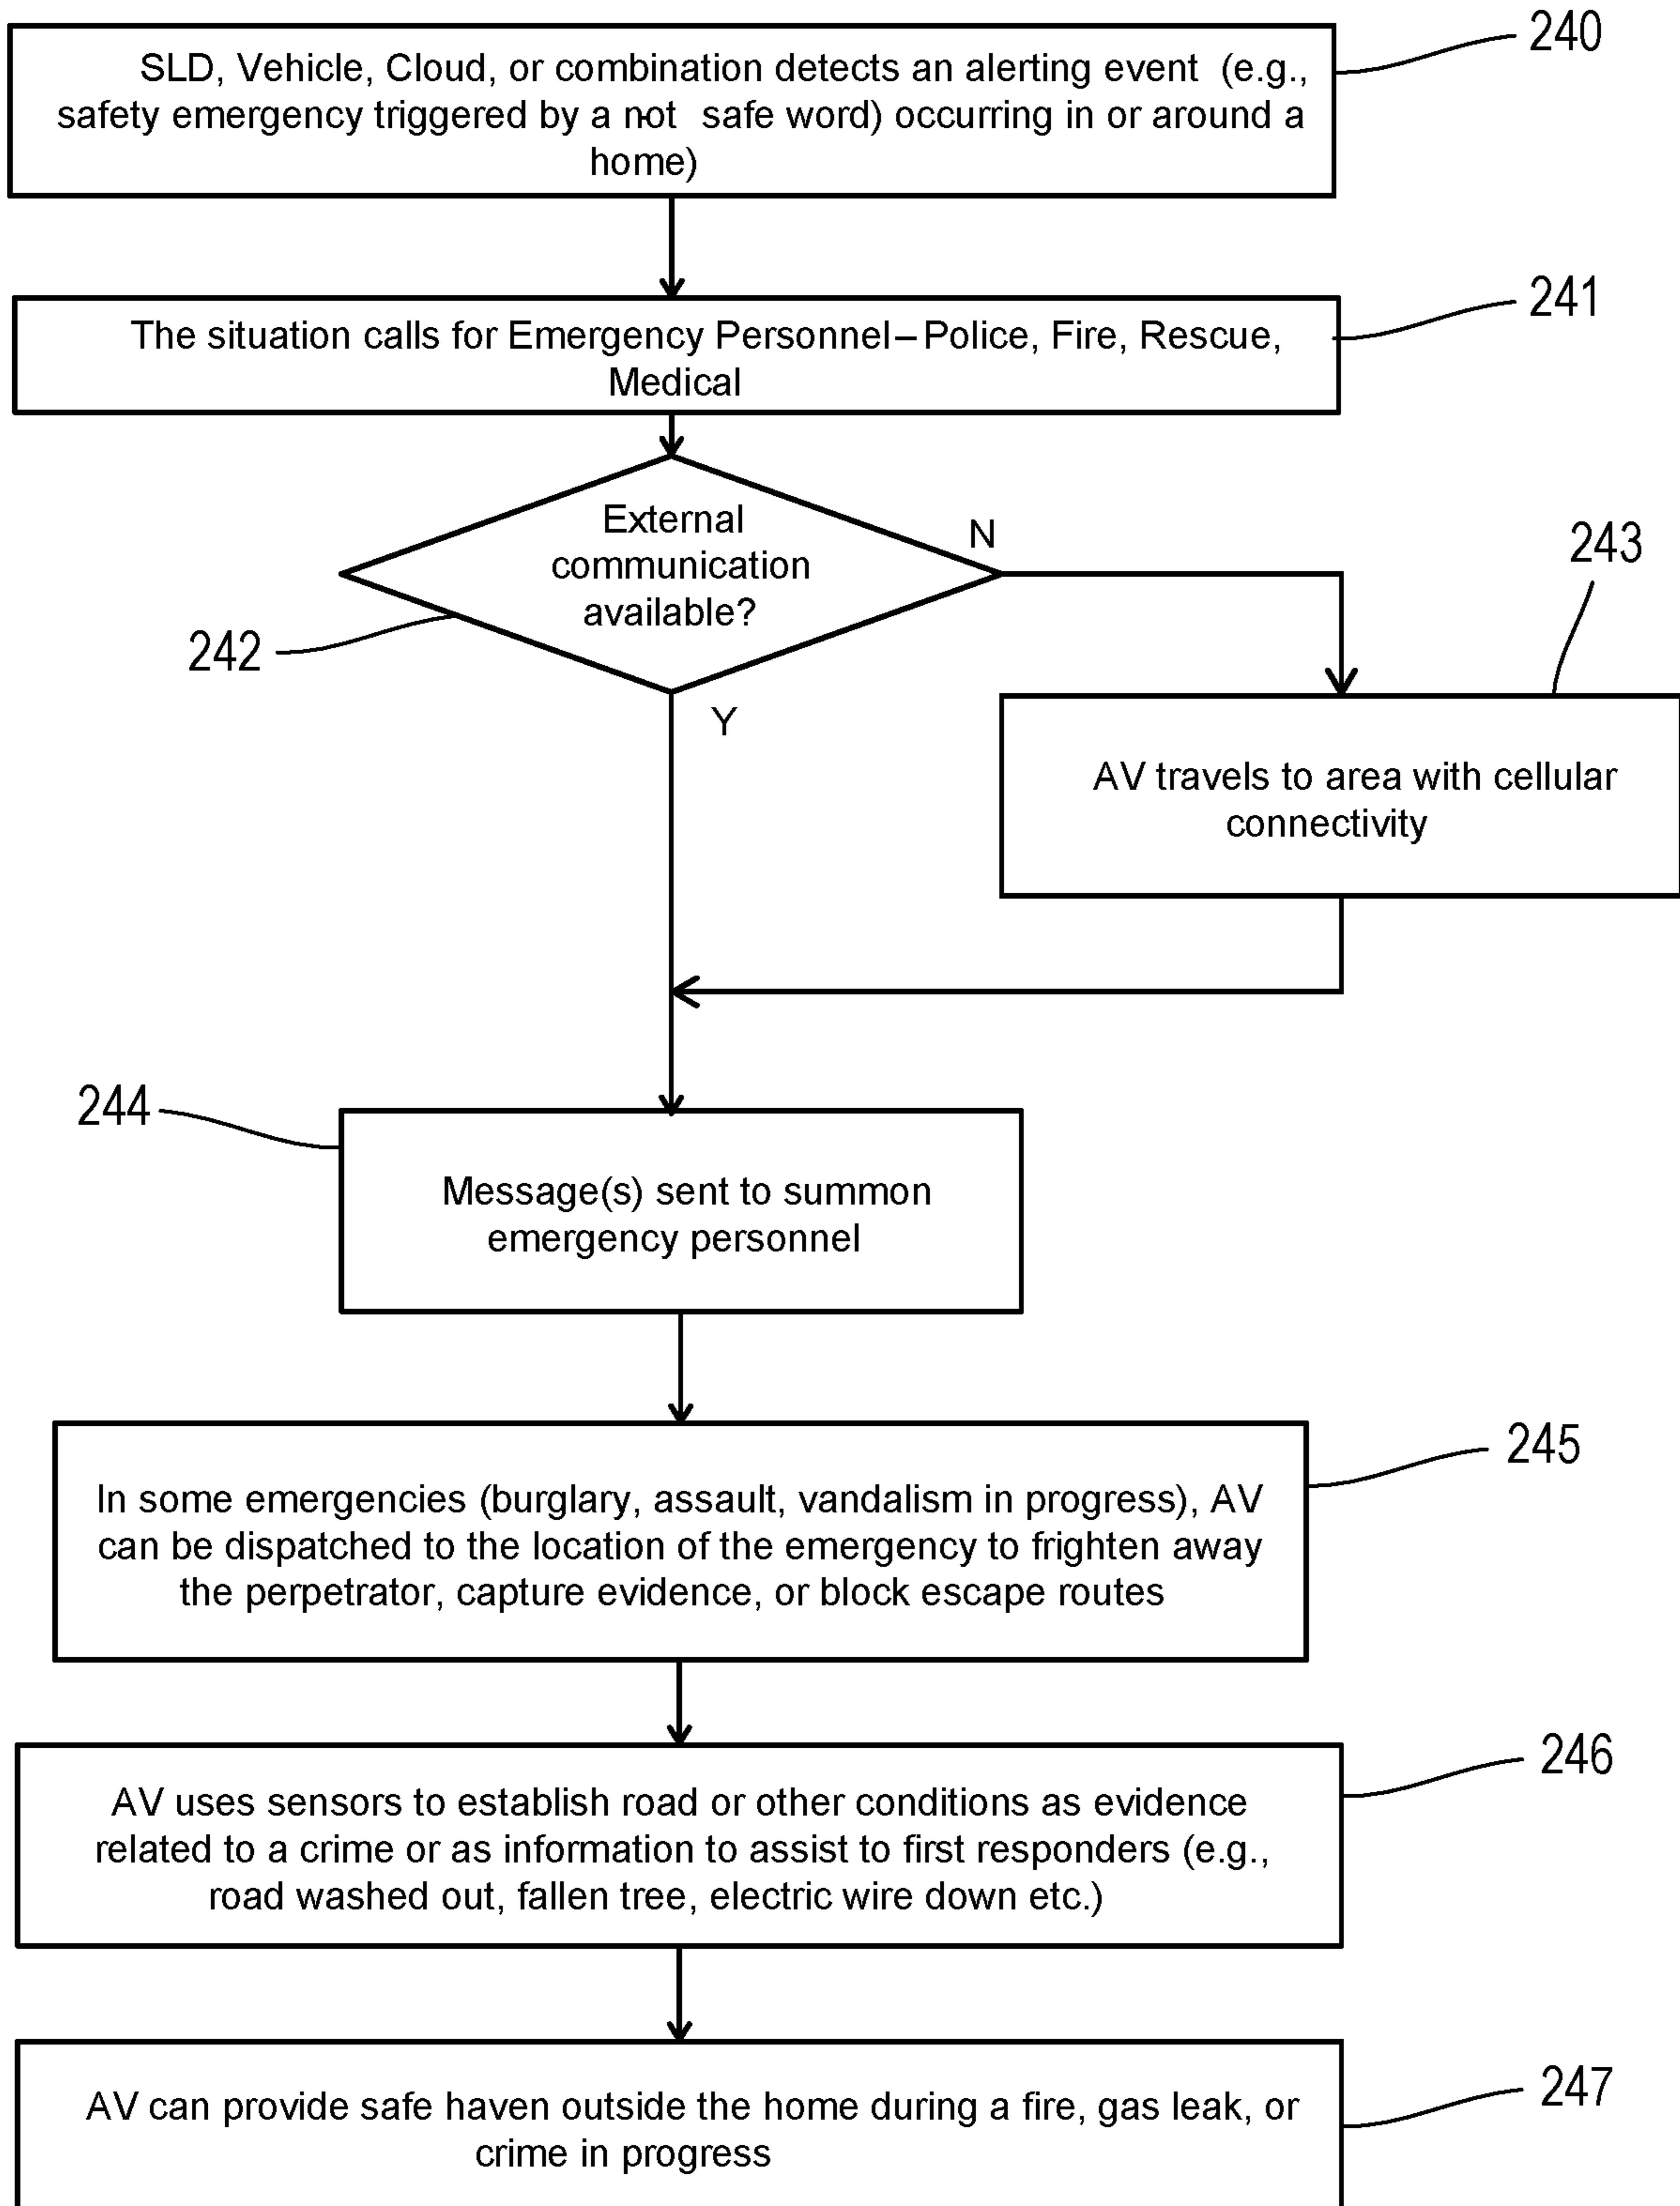 240
SLD, Vehicle, Cloud, or combination detects an alerting event (e.g.,
safety emergency triggered by a not safe word) occurring in or around a
home)
241
The situation calls for Emergency Personnel – Police, Fire, Rescue,
Medical
External
communication
available?
N
242
Y
243
AV travels to area with cellular
connectivity
244
Message(s) sent to summon
emergency personnel
245
In some emergencies (burglary, assault, vandalism in progress), AV
can be dispatched to the location of the emergency to frighten away
the perpetrator, capture evidence, or block escape routes
246
AV uses sensors to establish road or other conditions as evidence
related to a crime or as information to assist to first responders (e.g.,
road washed out, fallen tree, electric wire down etc.)
247
AV can provide safe haven outside the home during a fire, gas leak, or
crime in progress